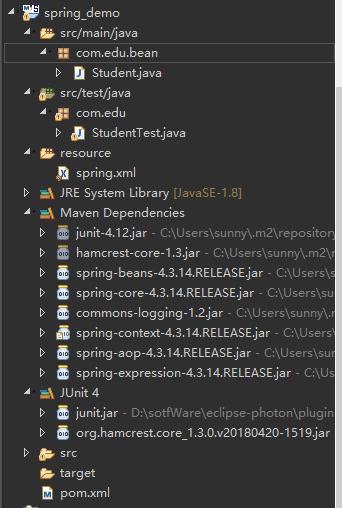 spring_demo
src/main/java
com.edu.bean
Student.java
src/test/java
com.edu
StudentTest.java
resource
spring.xml
JRE System Library [JavaSE-1.8]
Maven Dependencies
junit-4.12.jar - C:\Users\sunny\.m2\repository
hamcrest-core-1.3.jar - C:\Users\sunny\.m2\r
spring-beans-4.3.14.RELEASE.jar - C:\Users\
spring-core-4.3.14.RELEASE.jar - C:\Users\su
commons-logging-1.2.jar - C:\Users\sunny\.
spring-context-4.3.14.RELEASE.jar - C:\Users
spring-aop-4.3.14.RELEASE.jar - C:\Users\sun
spring-expression-4.3.14.RELEASE.jar - C:\Us
JUnit 4
junit.jar - D:\sotfWare\eclipse-photon\plugin
org.hamcrest.core_1.3.0.v20180420-1519.jar
src
target
pom.xml